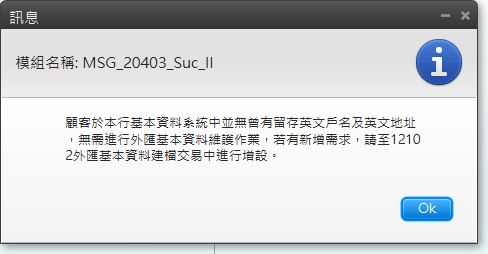 訊息
模組名稱: MSG_20403_Suc_II
顧客於本行基本資料系統中並無曾有留存英文戶名及英文地址
，無需進行外匯基本資料維護作業，若有新增需求，請至1210
2外匯基本資料建檔交易中進行增設。
Ok